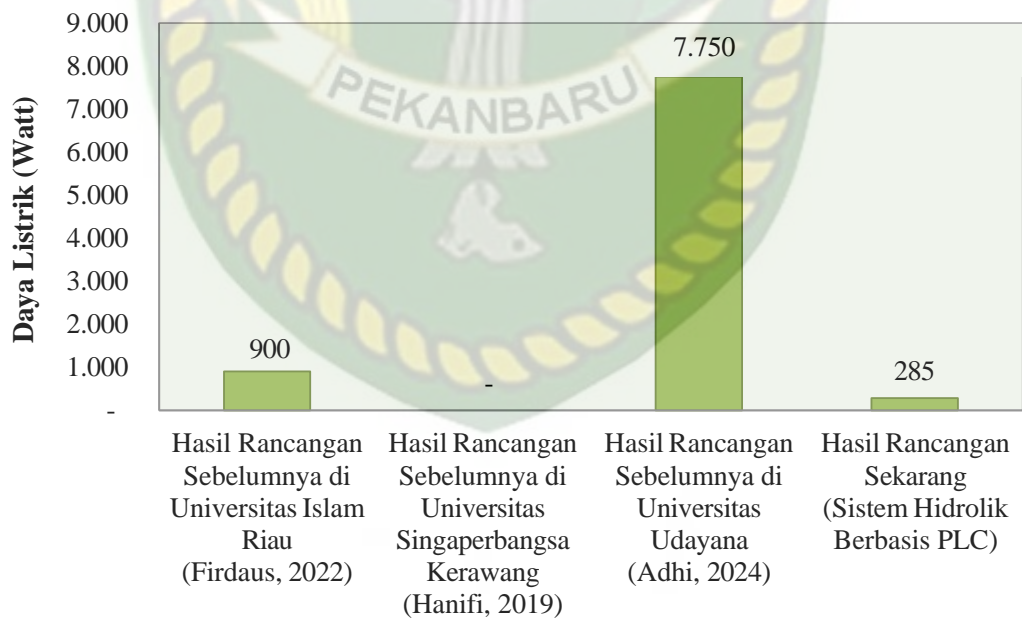 Daya Listrik (Watt)
9.000
8.000
7.000
6.000
5.000
4.000
3.000
2.000
1.000
-
PEKANBARU
900
-
7.750
285
Hasil Rancangan
Sebelumnya di
Universitas Islam
Riau
(Firdaus, 2022)
Hasil Rancangan
Sebelumnya di
Universitas
Singaperbangsa
Kerawang
(Hanifi, 2019)
Hasil Rancangan
Sebelumnya di
Universitas
Udayana
(Adhi, 2024)
Hasil Rancangan
Sekarang
(Sistem Hidrolik
Berbasis PLC)